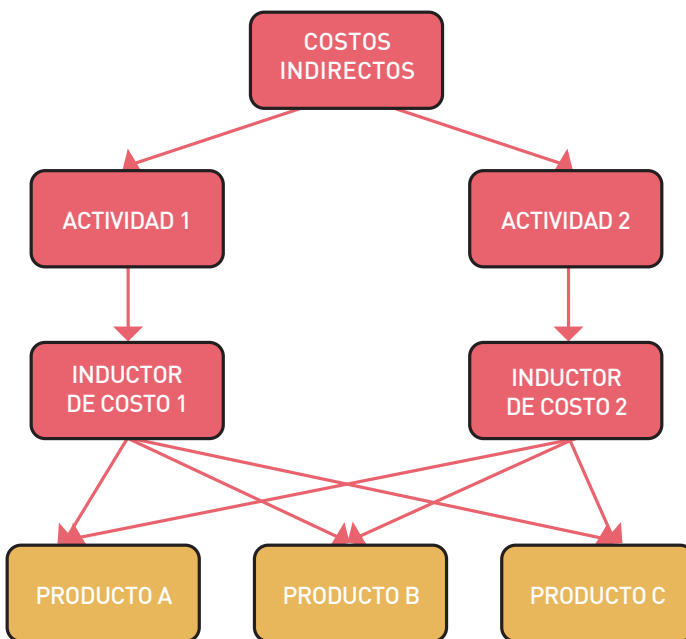 COSTOS
INDIRECTOS
ACTIVIDAD 1
ACTIVIDAD 2
INDUCTOR
DE COSTO 1
INDUCTOR
DE COSTO 2
PRODUCTO A
PRODUCTO B
PRODUCTO C